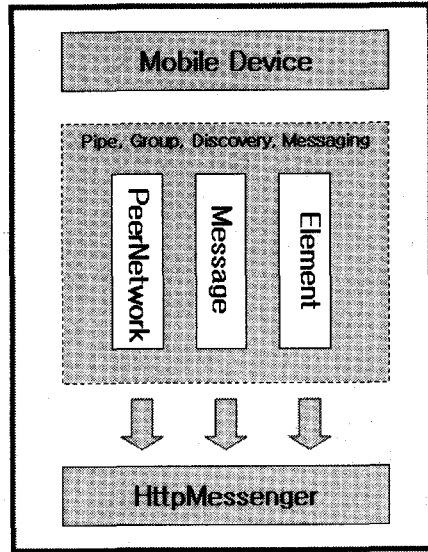 Mobile Device
Pipe, Group, Discovery, Messaging
PeerNetwork
Message
Element
HttpMessenger